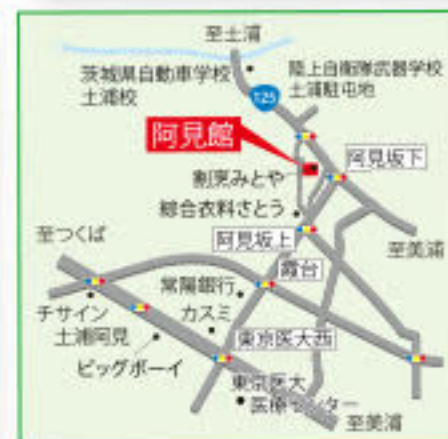 至土浦
茨城県自動車学校
土浦校
陸上自衛隊武器学校
土浦駐屯地
125
阿見館
阿見坂下
割烹みとや
綜合衣料さとう
至つくば
阿見坂上
至美浦
霞台
常陽銀行
チサイン
土浦阿見
カスミ
東京医大西
ビッグボーイ
東京医大
医療センター
至美浦